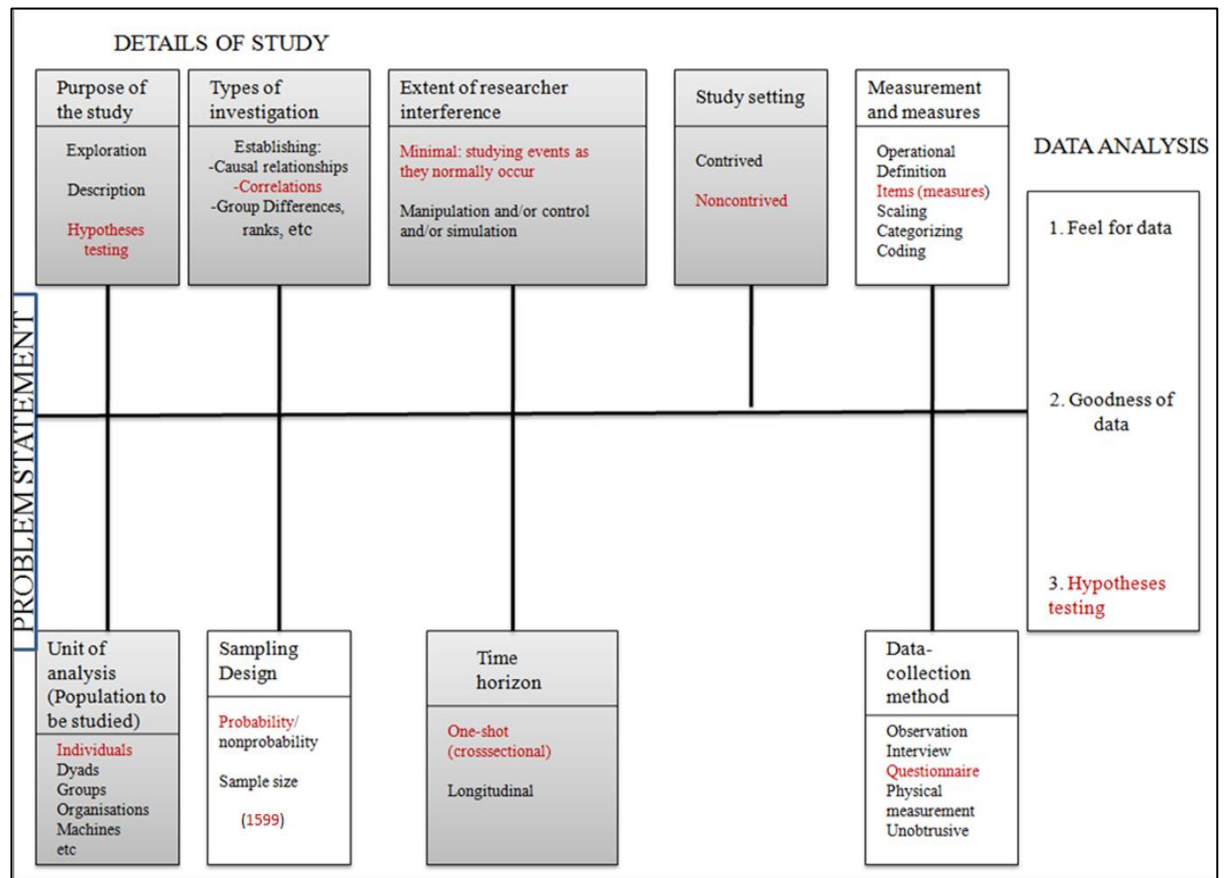 DETAILS OF STUDY
Purpose of
the study
Exploration
Description
Hypotheses
testing
Types of
investigation
Establishing:
-Causal relationships
-Correlations
-Group Differences,
ranks, etc
Extent of researcher
interference
Minimal: studying events as
they normally occur
Manipulation and/or control
and/or simulation
Study setting
Contrived
Noncontrived
Measurement
and measures
Operational
Definition
Items (measures)
Scaling
Categorizing
Coding
DATA ANALYSIS
1. Feel for data
2. Goodness of
data
3. Hypotheses
testing
PROBLEM STATEMENT
Unit of
analysis
(Population to
be studied)
Individuals
Dyads
Groups
Organisations
Machines
etc
Sampling
Design
Probability/
nonprobability
Sample size
(1599)
Time
horizon
One-shot
(crosssectional)
Longitudinal
Data-
collection
method
Observation
Interview
Questionnaire
Physical
measurement
Unobtrusive